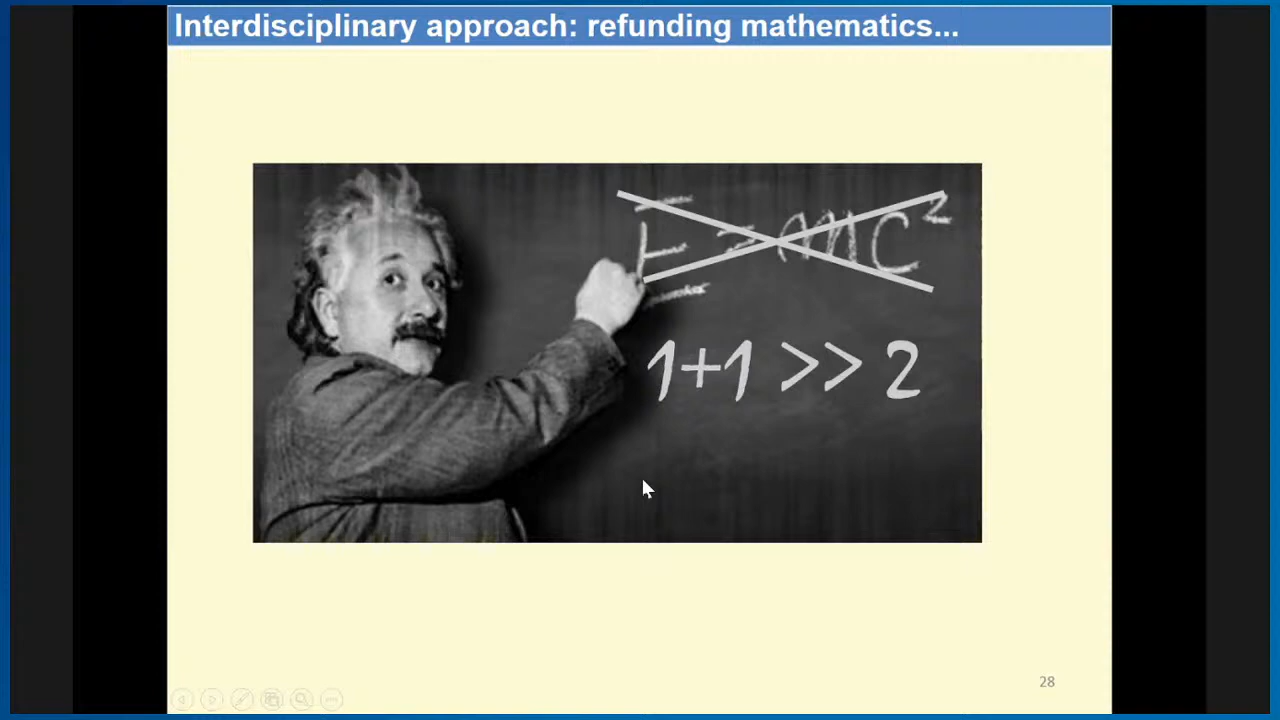 Interdisciplinary approach: refunding mathematics...
E = mc²
1+1 >> 2
28